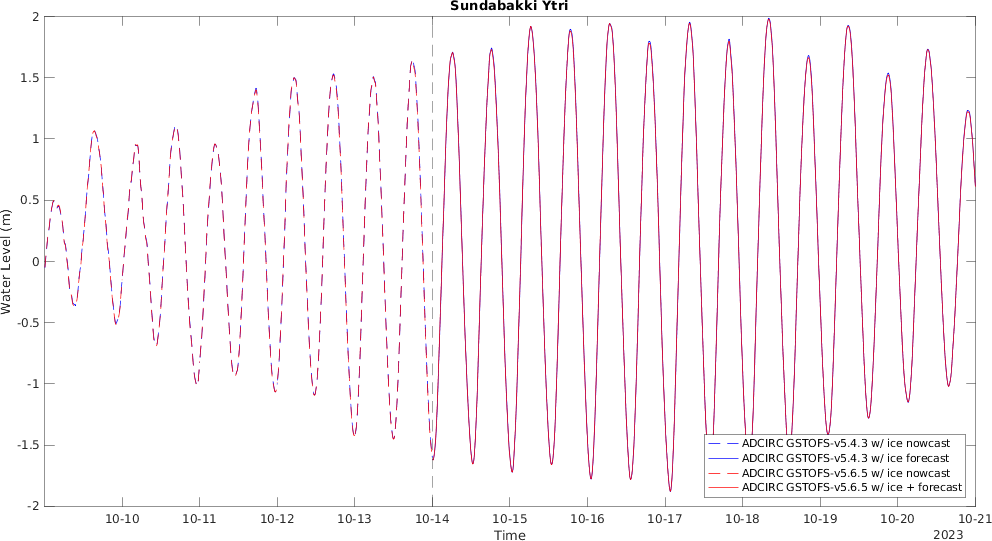 Sundabakki Ytri
Water Level (m)
2
1.5
1
0.5
0
-0.5
-1
-1.5
-2
ADCIRC GSTOFS-v5.4.3 w/ ice nowcast
ADCIRC GSTOFS-v5.4.3 w/ ice forecast
ADCIRC GSTOFS-v5.6.5 w/ ice nowcast
ADCIRC GSTOFS-v5.6.5 w/ ice + forecast
10-10 10-11 10-12 10-13 10-14 10-15 10-16 10-17 10-18 10-19 10-20 10-21
Time
2023